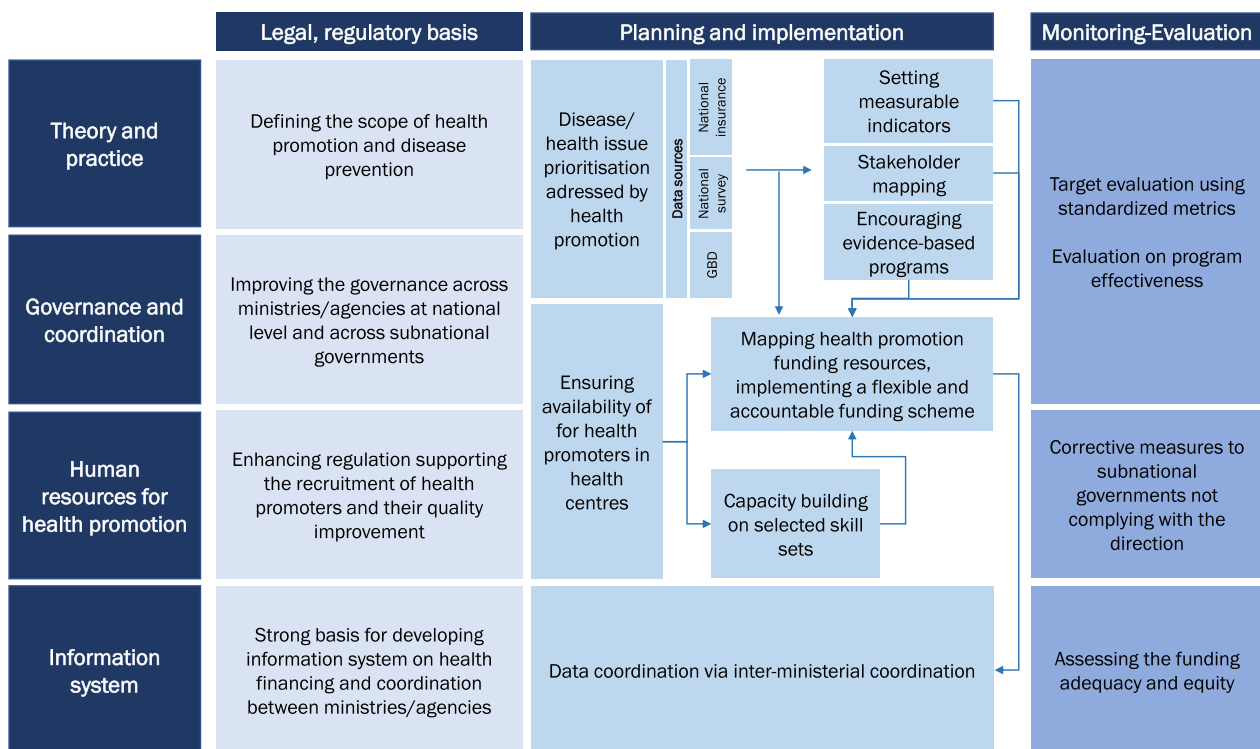 Legal, regulatory basis
Planning and implementation
Monitoring-Evaluation
Theory and
practice
Defining the scope of health
promotion and disease
prevention
Disease/
health issue
prioritisation
adressed by
health
promotion
Data sources
National
insurance
National
survey
GBD
Setting
measurable
indicators
Stakeholder
mapping
Encouraging
evidence-based
programs
Target evaluation using
standardized metrics
Evaluation on program
effectiveness
Governance and
coordination
Improving the governance across
ministries/agencies at national
level and across subnational
governments
Ensuring
availability of
for health
promoters in
health
centres
Mapping health promotion
funding resources,
implementing a flexible and
accountable funding scheme
Human
resources for
health promotion
Enhancing regulation supporting
the recruitment of health
promoters and their quality
improvement
Capacity building
on selected skill
sets
Corrective measures to
subnational
governments not
complying with the
direction
Information
system
Strong basis for developing
information system on health
financing and coordination
between ministries/agencies
Data coordination via inter-ministerial coordination
Assessing the funding
adequacy and equity